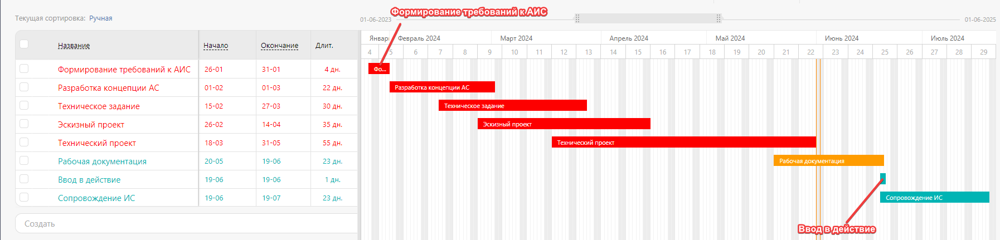 Формирование требований к АИС
Текущая сортировка: Ручная
01-06-2023
01-06-2025
Название Начало Окончание Длит.
Январь Февраль 2024 Март 2024 Апрель 2024 Май 2024 Июнь 2024 Июль 2024
4 5 7 8 9 10 11 12 13 14 15 16 17 18 19 20 21 22 23 24 25 26 27 28 29
Формирование требований к АИС 26-01 31-01 4 дн.
Фо...
Разработка концепции АС 01-02 01-03 22 дн.
Разработка концепции АС
Техническое задание 15-02 27-03 30 дн.
Техническое задание
Эскизный проект 26-02 14-04 35 дн.
Эскизный проект
Технический проект 18-03 31-05 55 дн.
Технический проект
Рабочая документация 20-05 19-06 23 дн.
Рабочая документация
Ввод в действие 19-06 19-06 1 дн.
Сопровождение ИС 19-06 19-07 23 дн.
Сопровождение ИС
Создать
Ввод в действие